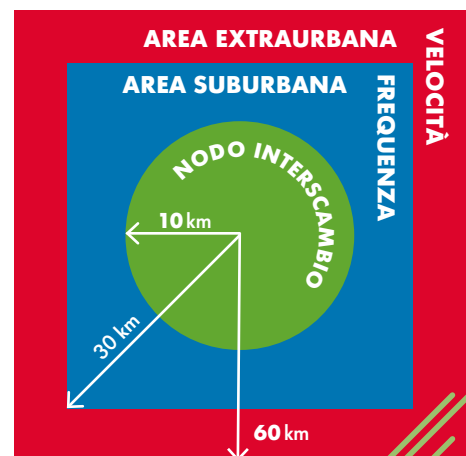 AREA EXTRAURBANA
VELOCITÀ
AREA SUBURBANA
FREQUENZA
NODO INTERSCAMBIO
10 km
30 km
60 km